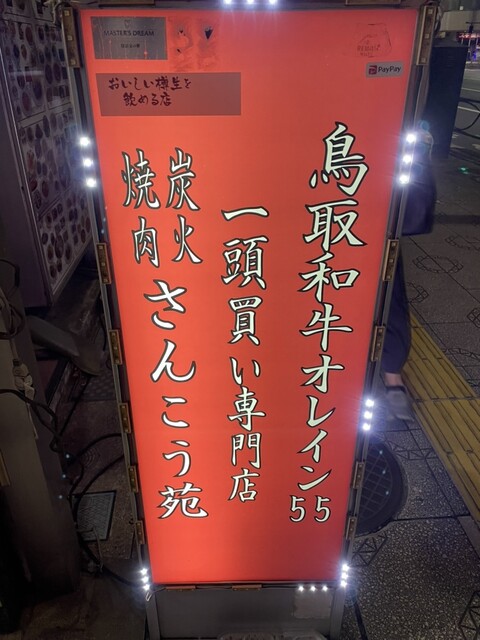 MASTER'S DREAM
おいしい樽生を
飲める店
PayPay
鳥取和牛オレイン55
一頭買い専門店
炭火
焼肉
さんこう苑